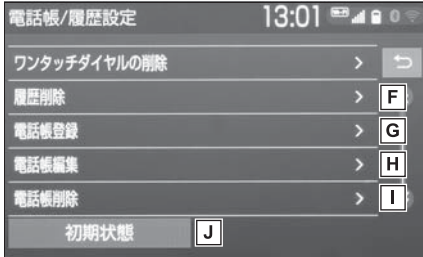 電話帳/履歴設定 13:01 0
ワンタッチダイヤルの削除 >
履歴削除 > F
電話帳登録 > G
電話帳編集 > H
電話帳削除 > I
初期状態 J